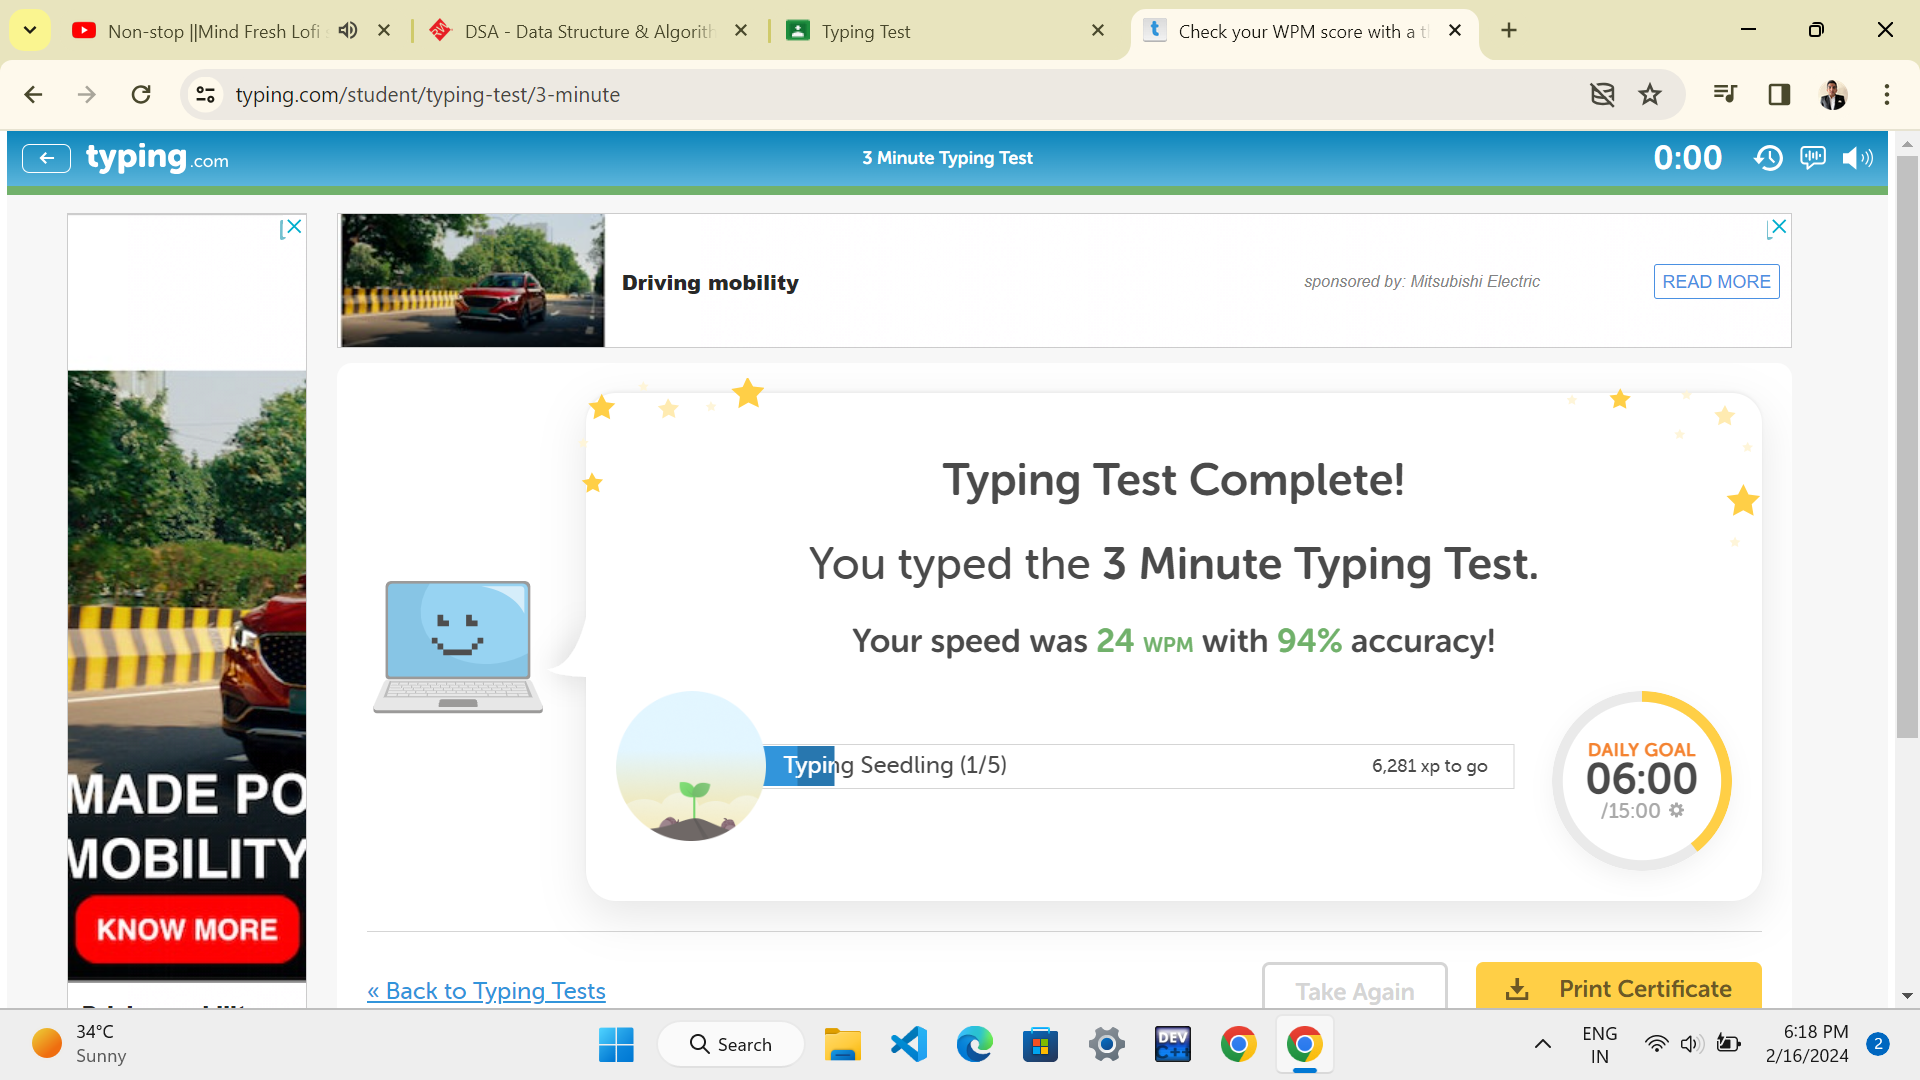 Non-stop ||Mind Fresh Lofi
DSA - Data Structure & Algorith
Typing Test
Check your WPM score with a
typing.com/student/typing-test/3-minute
typing.com
3 Minute Typing Test
0:00
Driving mobility
sponsored by: Mitsubishi Electric
READ MORE
Typing Test Complete!
You typed the 3 Minute Typing Test.
Your speed was 24 WPM with 94% accuracy!
Typing Seedling (1/5)
6,281 xp to go
DAILY GOAL
06:00
/15:00
MADE PO
MOBILITY
KNOW MORE
« Back to Typing Tests
Take Again
Print Certificate
34°C
Sunny
Search
DEV
C++
ENG
IN
6:18 PM
2/16/2024
2